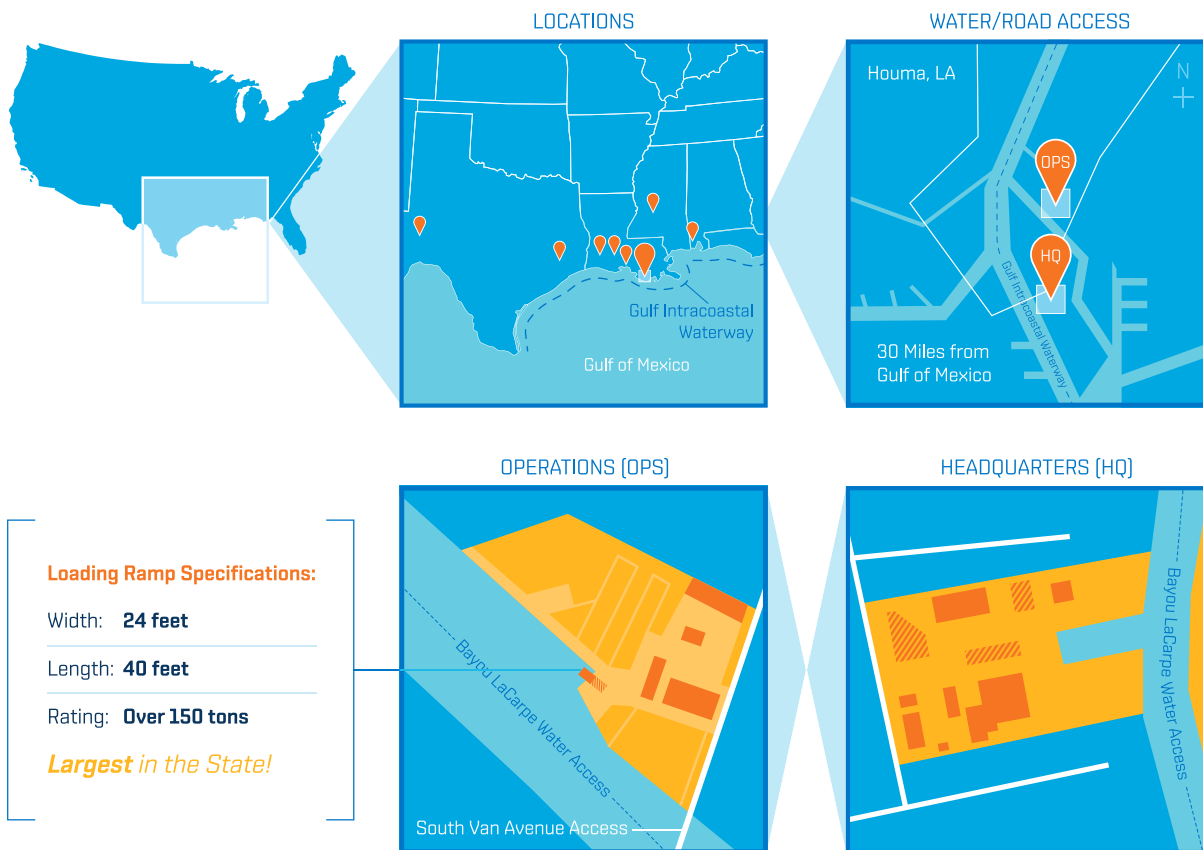 LOCATIONS
WATER/ROAD ACCESS
Houma, LA
N
OPS
HQ
Gulf Intracoastal Waterway
30 Miles from
Gulf of Mexico
Gulf Intracoastal
Waterway
Gulf of Mexico
OPERATIONS (OPS)
HEADQUARTERS (HQ)
Loading Ramp Specifications:
Width: 24 feet
Length: 40 feet
Rating: Over 150 tons
Largest in the State!
Bayou LaCarpe Water Access
South Van Avenue Access
Bayou LaCarpe Water Access